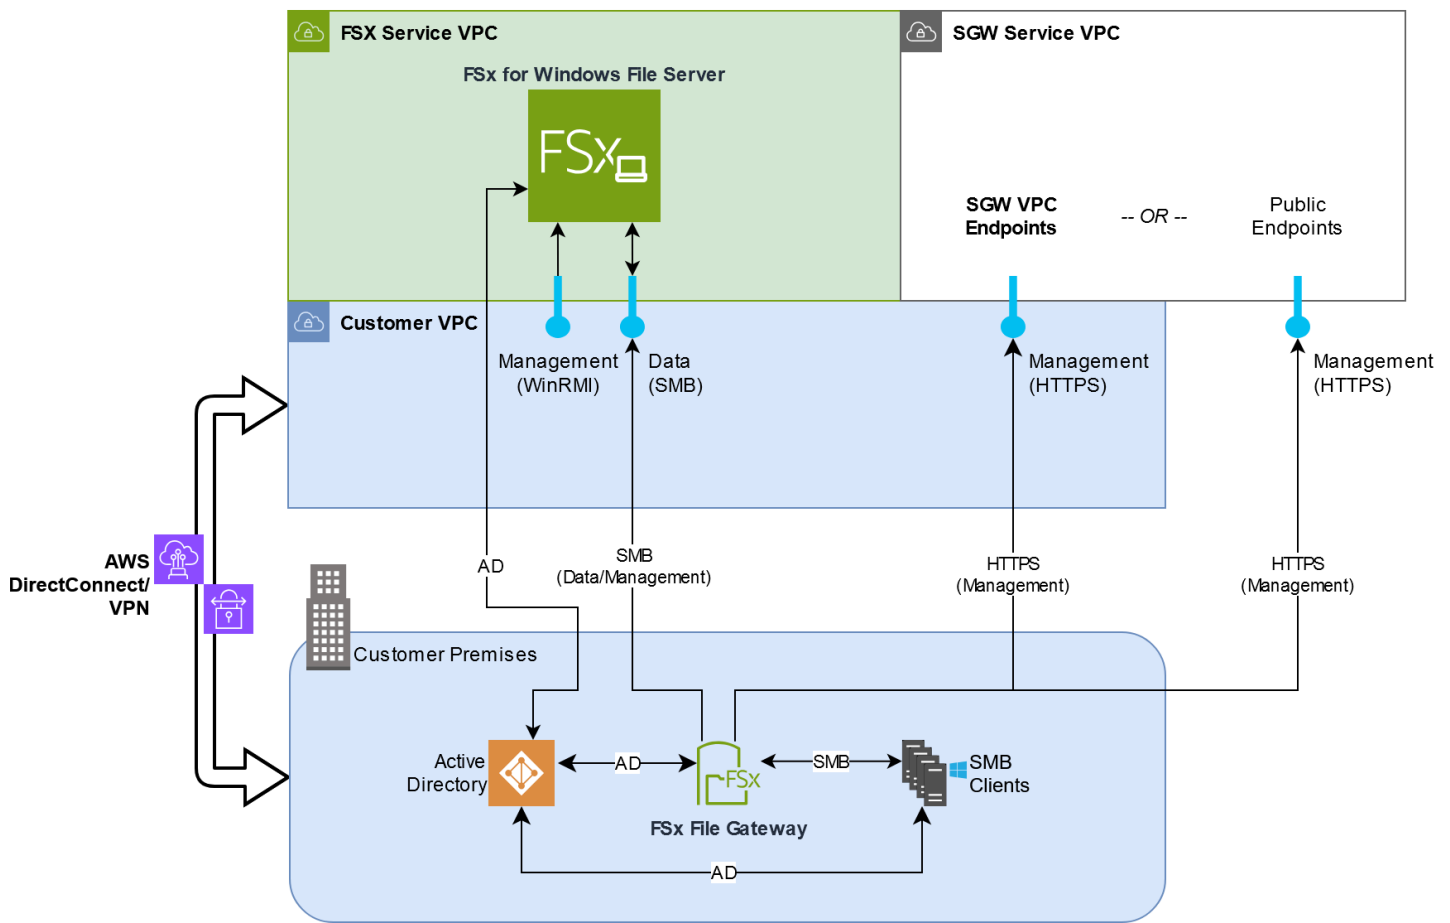 FSX Service VPC
SGW Service VPC
FSx for Windows File Server
FSx
SGW VPC
Endpoints
-- OR --
Public
Endpoints
Customer VPC
Management
(WinRMI)
Data
(SMB)
Management
(HTTPS)
Management
(HTTPS)
AWS
DirectConnect/
VPN
AD
SMB
(Data/Management)
HTTPS
(Management)
HTTPS
(Management)
Customer Premises
Active
Directory
AD
FSx
SMB
SMB
Clients
FSx File Gateway
AD